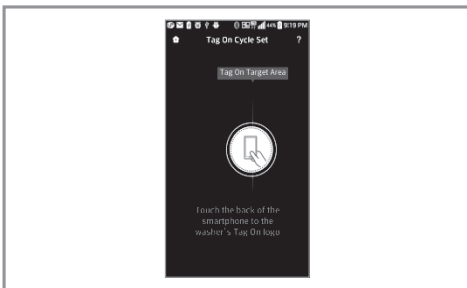 44% 9:19 PM
Tag On Cycle Set ?
Tag On Target Area
Touch the back of the
smartphone to the
washer's Tag On logo